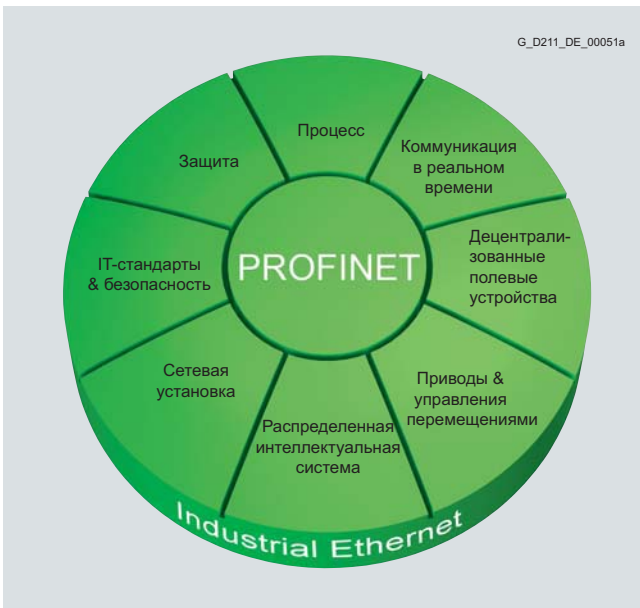 G_D211_DE_00051a
Процесс
Коммуникация
в реальном
времени
Защита
Децентрали-
зованные
полевые
устройства
IT-стандарты
& безопасность
PROFINET
Приводы &
управления
перемещениями
Сетевая
установка
Распределенная
интеллектуальная
система
Industrial Ethernet